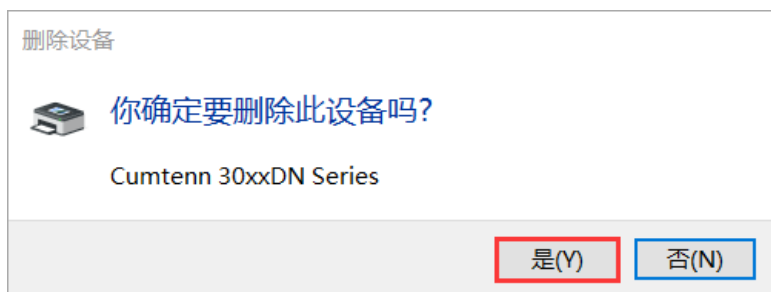 删除设备
你确定要删除此设备吗?
Cumtenn 30xxDN Series
是(Y)
否(N)